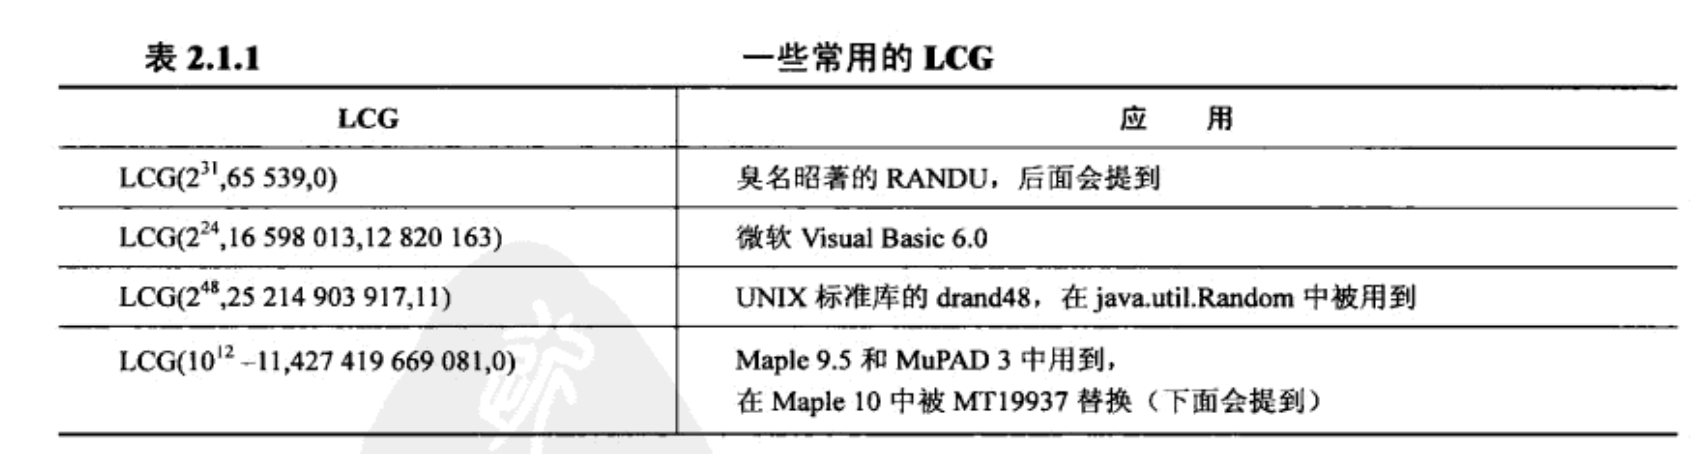 表 2.1.1 一些常用的 LCG
LCG 应 用
LCG(2^31,65 539,0) 臭名昭著的 RANDU，后面会提到
LCG(2^24,16 598 013,12 820 163) 微软 Visual Basic 6.0
LCG(2^48,25 214 903 917,11) UNIX 标准库的 drand48，在 java.util.Random 中被用到
LCG(10^12 –11,427 419 669 081,0) Maple 9.5 和 MuPAD 3 中用到，
在 Maple 10 中被 MT19937 替换（下面会提到）